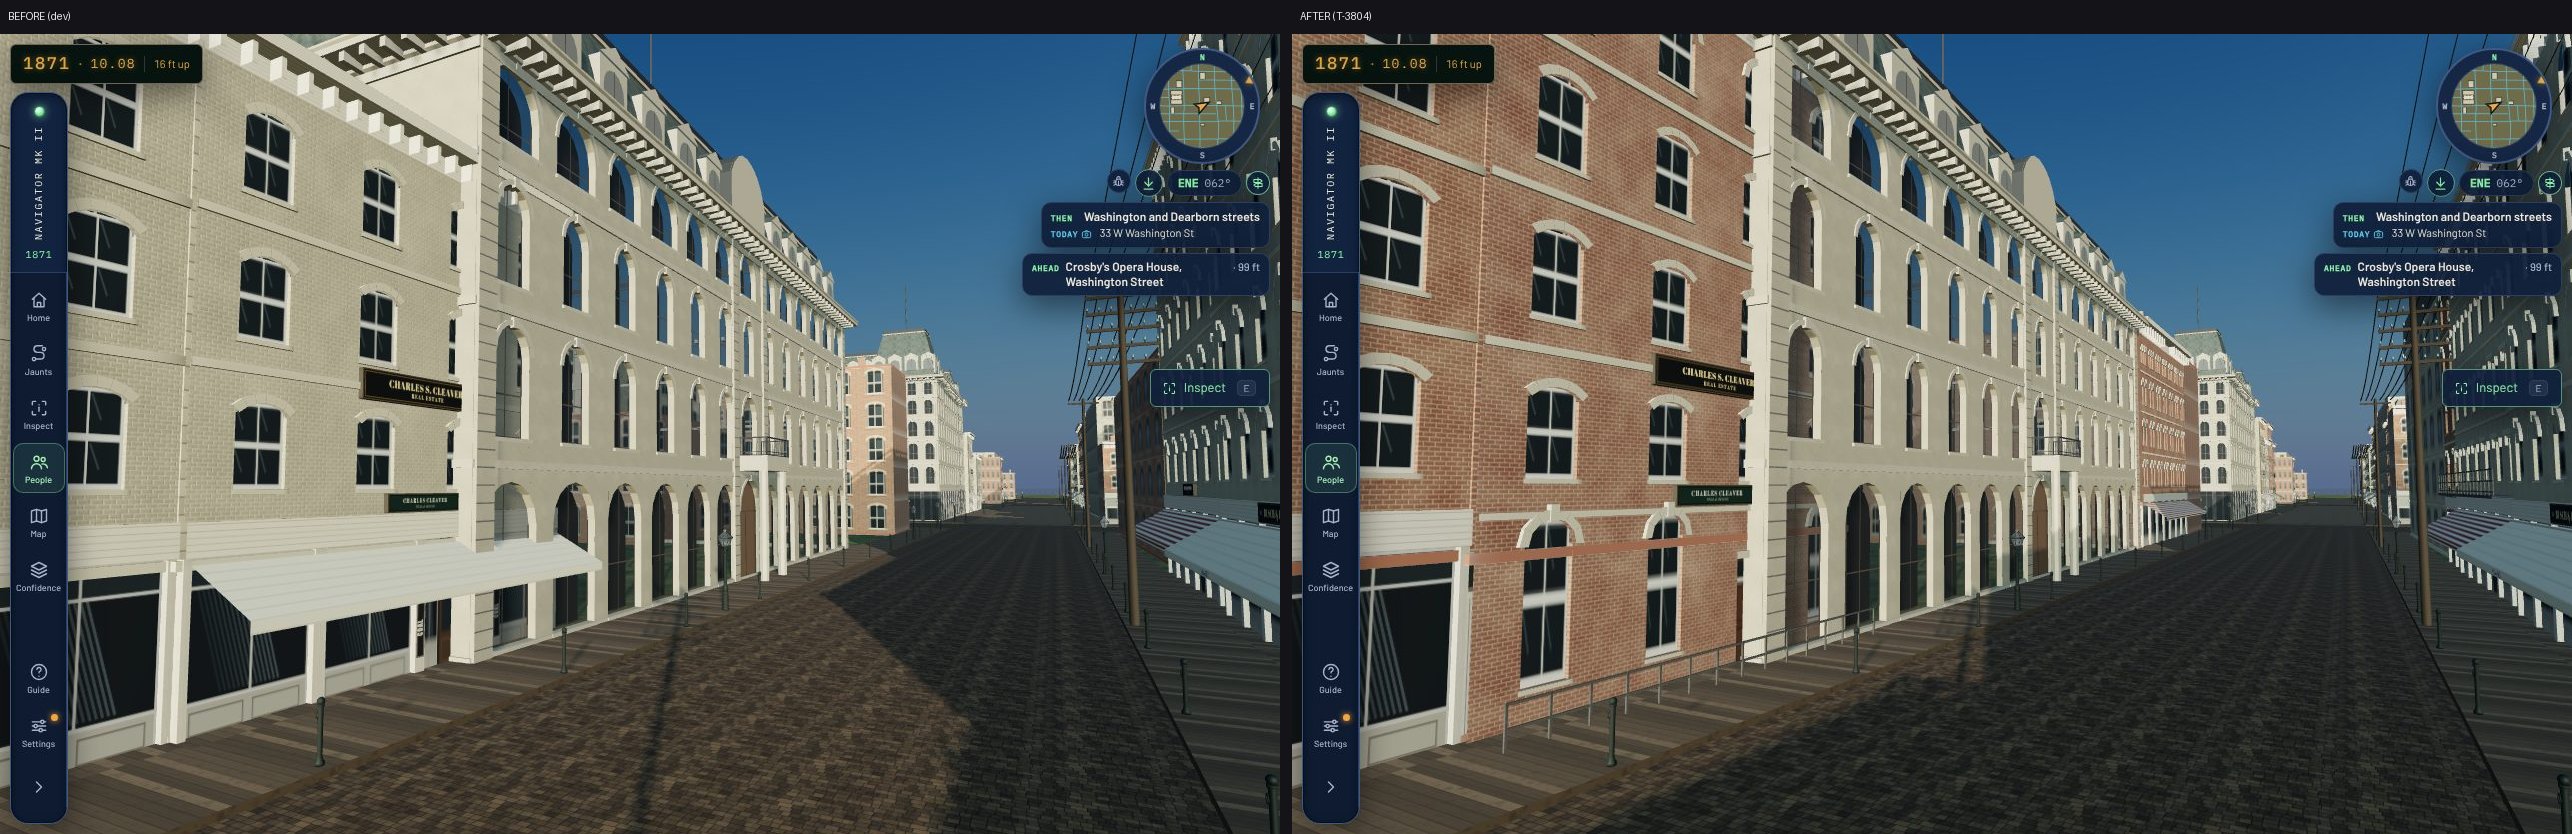 BEFORE (dev)
1871 · 10.08 16 ft up
NAVIGATOR MK II
1871
Home
Jaunts
Inspect
People
Map
Confidence
Guide
Settings
N
W E
S
ENE 062°
THEN Washington and Dearborn streets
TODAY 33 W Washington St
AHEAD Crosby's Opera House, · 99 ft
Washington Street
Inspect E
CHARLES S. CLEAVER
REAL ESTATE
CHARLES CLEAVER
AFTER (T-3804)
1871 · 10.08 16 ft up
NAVIGATOR MK II
1871
Home
Jaunts
Inspect
People
Map
Confidence
Guide
Settings
N
W E
S
ENE 062°
THEN Washington and Dearborn streets
TODAY 33 W Washington St
AHEAD Crosby's Opera House, · 99 ft
Washington Street
Inspect E
CHARLES S. CLEAVER
REAL ESTATE
CHARLES CLEAVER